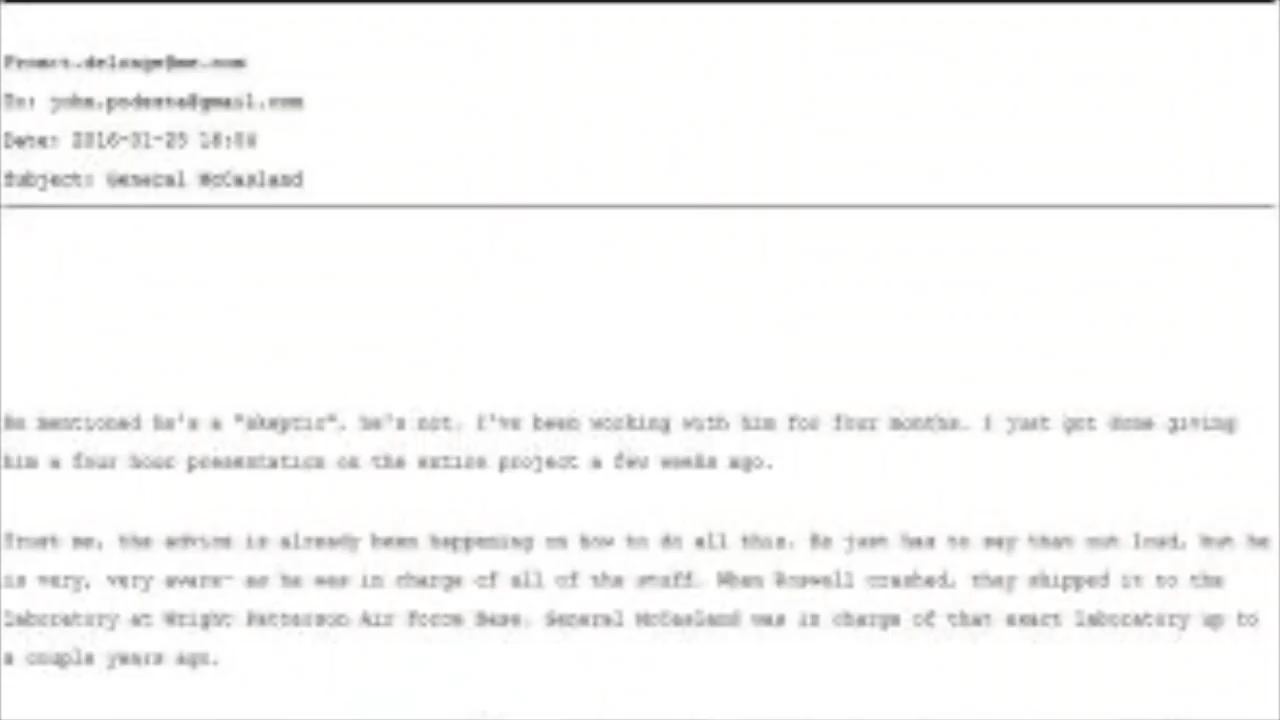 From:t.delonge@me.com
To: john.podesta@gmail.com
Date: 2016-01-25 18:04
Subject: General McCasland
He mentioned he's a "skeptic", he's not. I've been working with him for four months. I just got done giving
him a four hour presentation on the entire project a few weeks ago.
Trust me, the advice is already been happening on how to do all this. He just has to say that out loud, but he
is very, very aware- as he was in charge of all of the stuff. When Roswell crashed, they shipped it to the
laboratory at Wright Patterson Air Force Base. General McCasland was in charge of that exact laboratory up to
a couple years ago.